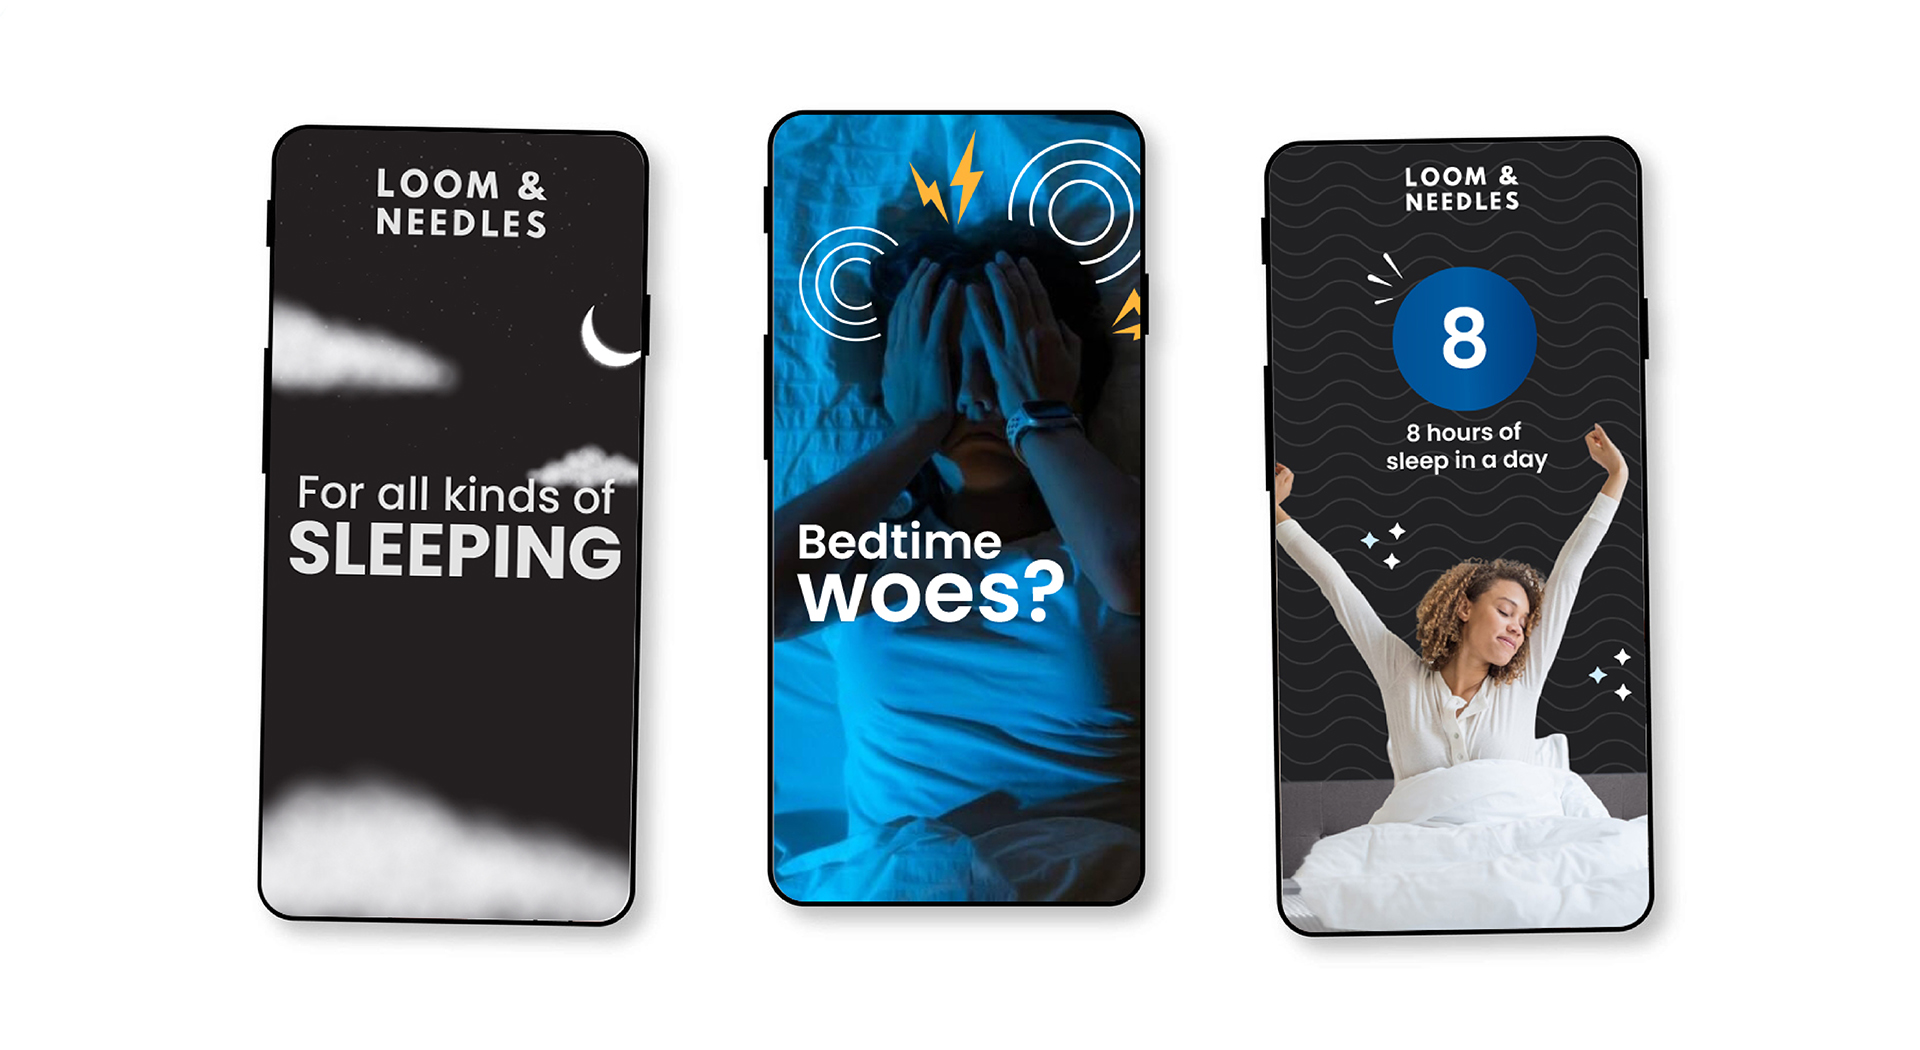 LOOM &
NEEDLES
For all kinds of
SLEEPING
Bedtime
woes?
LOOM &
NEEDLES
8
8 hours of
sleep in a day